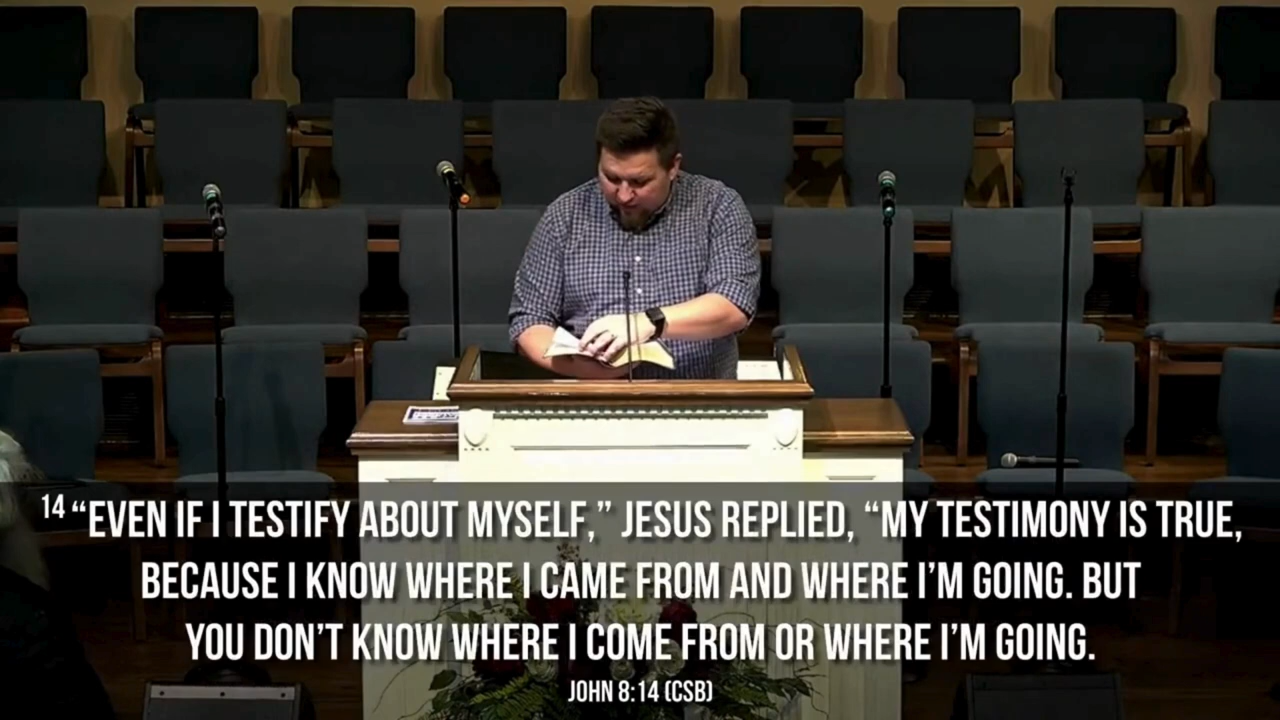 14 “EVEN IF I TESTIFY ABOUT MYSELF,” JESUS REPLIED, “MY TESTIMONY IS TRUE,
BECAUSE I KNOW WHERE I CAME FROM AND WHERE I’M GOING. BUT
YOU DON’T KNOW WHERE I COME FROM OR WHERE I’M GOING.
JOHN 8:14 (CSB)